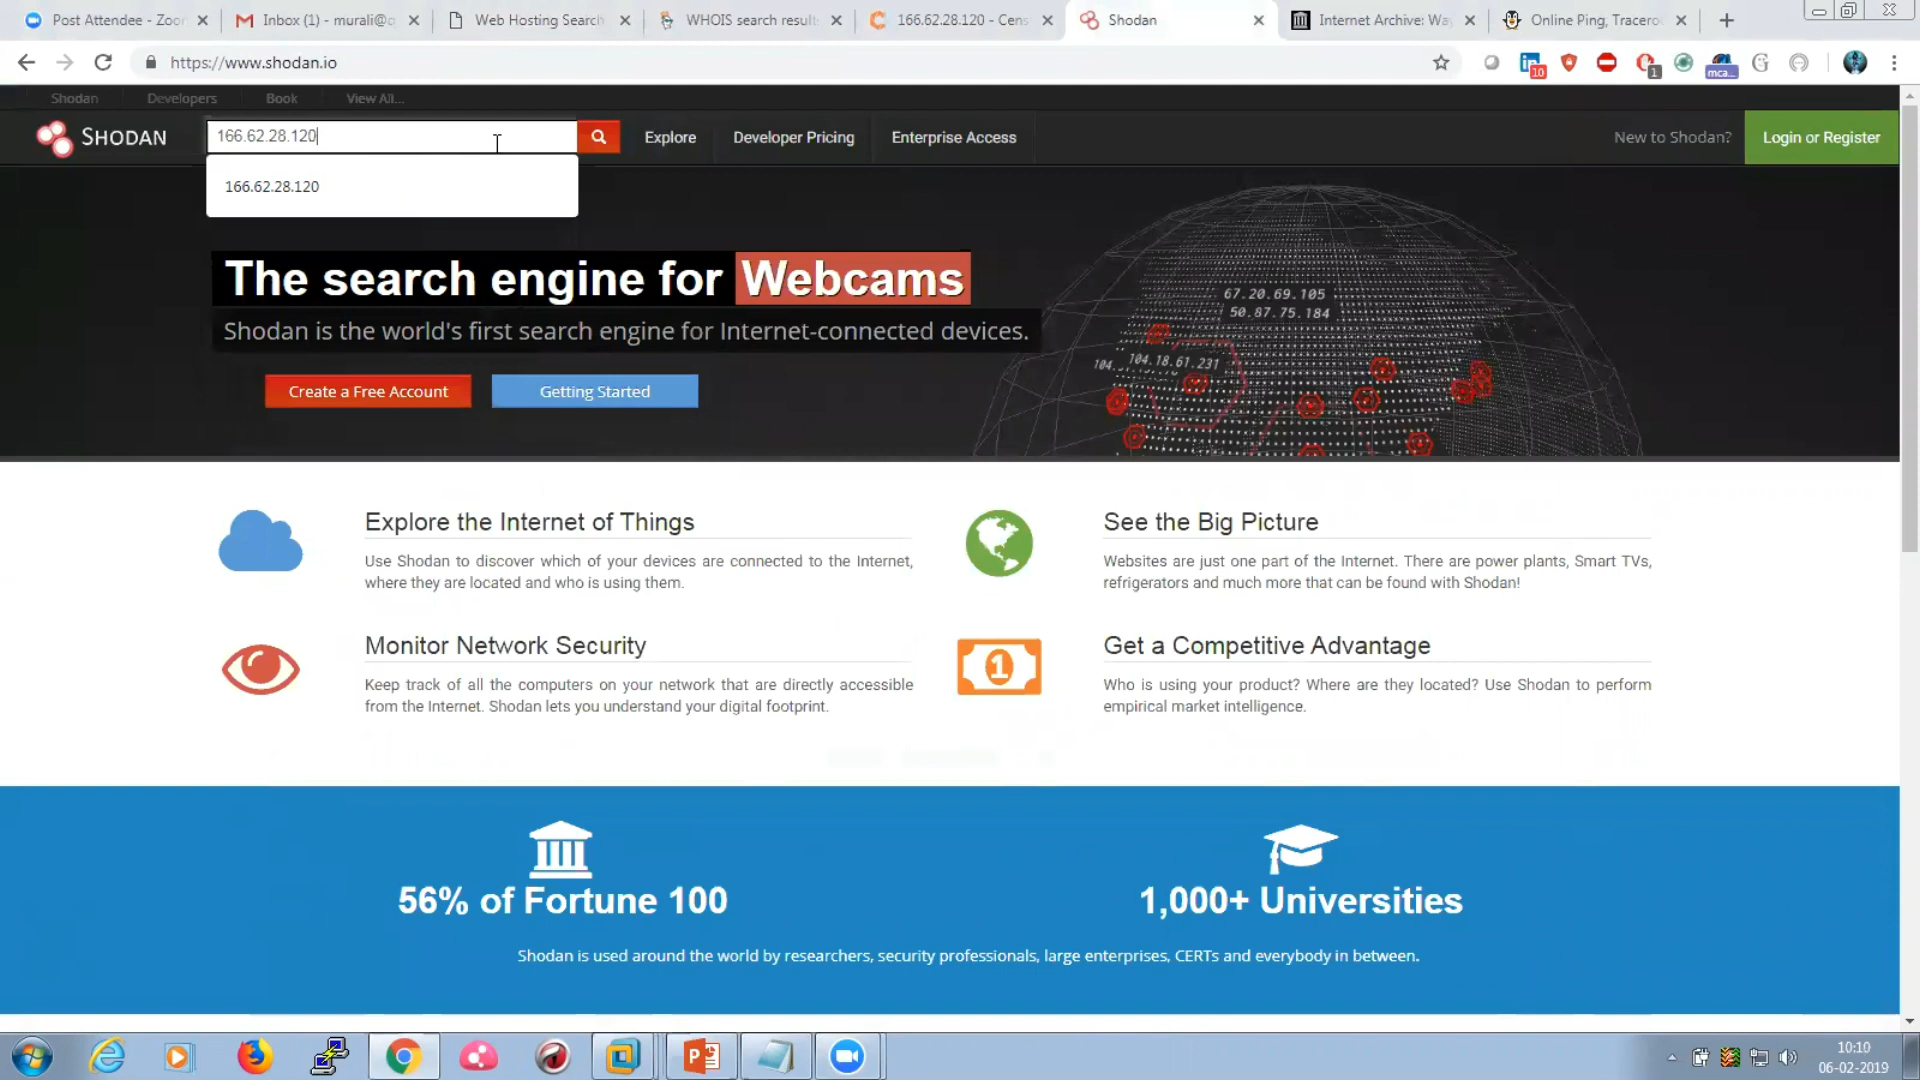 Post Attendee - Zoo
Inbox (1) - murali@
Web Hosting Search
WHOIS search result
166.62.28.120 - Cens
Shodan
Internet Archive: Wa
Online Ping, Tracero
https://www.shodan.io
10
1
mca...
G
Shodan
Developers
Book
View All...
SHODAN
166.62.28.120
Explore
Developer Pricing
Enterprise Access
New to Shodan?
Login or Register
166.62.28.120
The search engine for Webcams
Shodan is the world's first search engine for Internet-connected devices.
Create a Free Account
Getting Started
67.20.69.105
50.87.75.184
104.
104.18.61.231
Explore the Internet of Things
Use Shodan to discover which of your devices are connected to the Internet,
where they are located and who is using them.
See the Big Picture
Websites are just one part of the Internet. There are power plants, Smart TVs,
refrigerators and much more that can be found with Shodan!
Monitor Network Security
Keep track of all the computers on your network that are directly accessible
from the Internet. Shodan lets you understand your digital footprint.
1
Get a Competitive Advantage
Who is using your product? Where are they located? Use Shodan to perform
empirical market intelligence.
56% of Fortune 100
1,000+ Universities
Shodan is used around the world by researchers, security professionals, large enterprises, CERTs and everybody in between.
10:10
06-02-2019